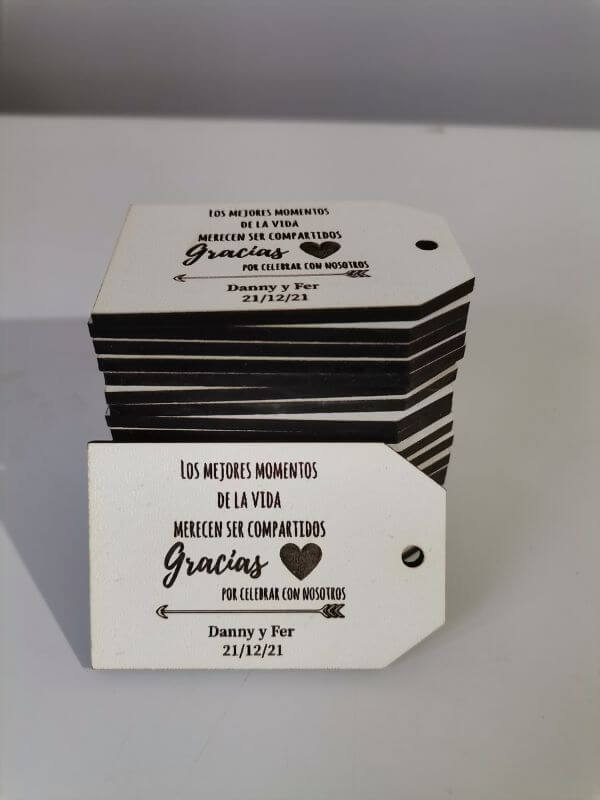 LOS MEJORES MOMENTOS
DE LA VIDA
MERECEN SER COMPARTIDOS
Gracias
POR CELEBRAR CON NOSOTROS
Danny y Fer
21/12/21
LOS MEJORES MOMENTOS
DE LA VIDA
MERECEN SER COMPARTIDOS
Gracias
POR CELEBRAR CON NOSOTROS
Danny y Fer
21/12/21